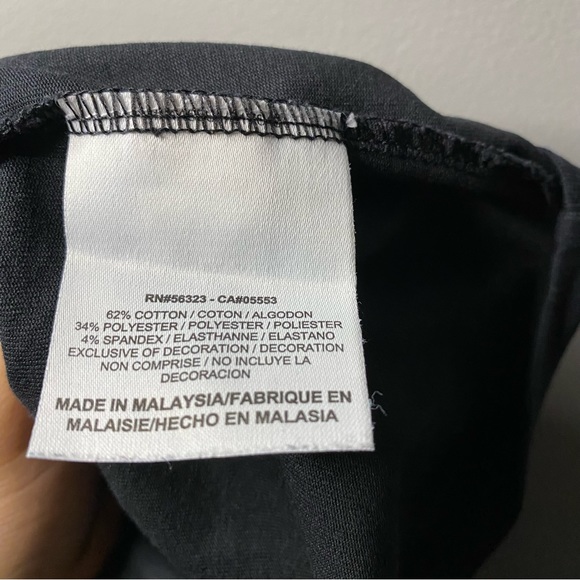 RN#56323 - CA#05553
62% COTTON / COTON / ALGODON
34% POLYESTER / POLYESTER / POLIESTER
4% SPANDEX / ELASTHANNE / ELASTANO
EXCLUSIVE OF DECORATION / DECORATION
NON COMPRISE / NO INCLUYE LA
DECORACION
MADE IN MALAYSIA/FABRIQUE EN
MALAISIE/HECHO EN MALASIA